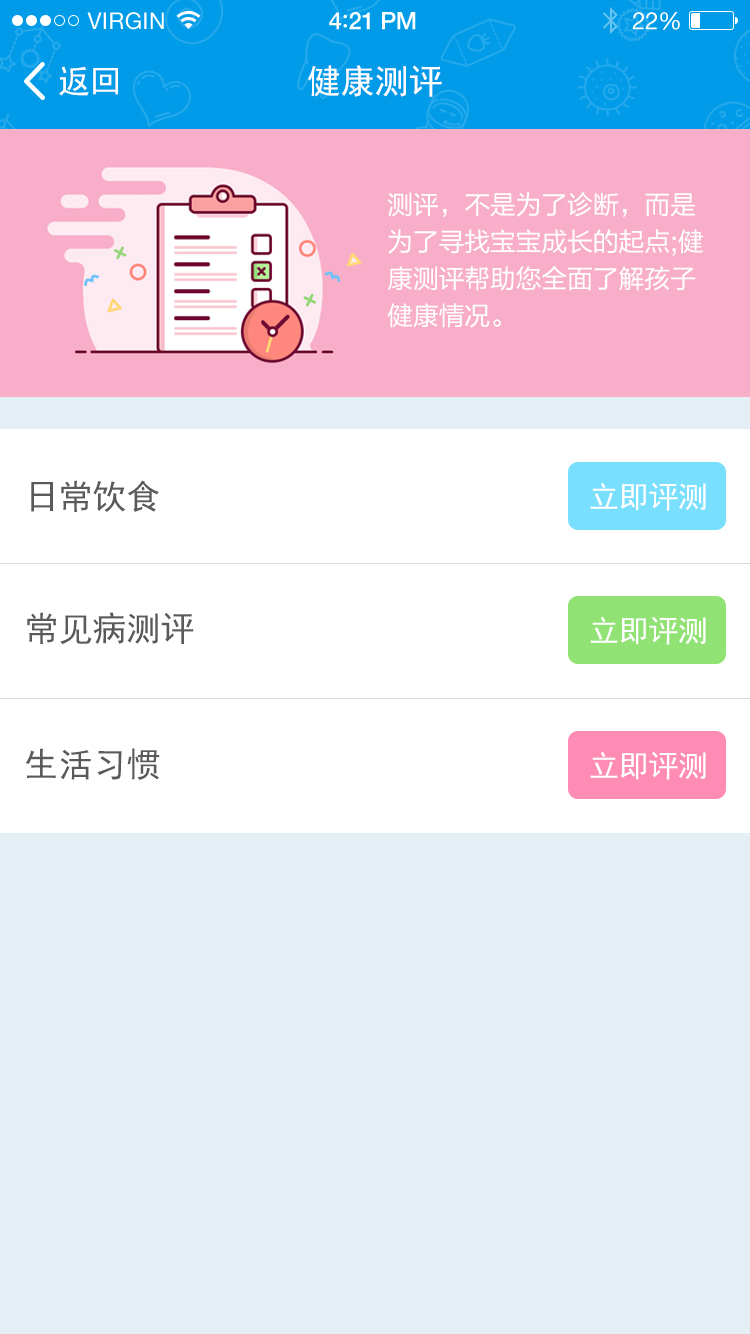 VIRGIN 4:21 PM 22%
返回 健康测评
测评，不是为了诊断，而是
为了寻找宝宝成长的起点;健
康测评帮助您全面了解孩子
健康情况。
日常饮食 立即评测
常见病测评 立即评测
生活习惯 立即评测